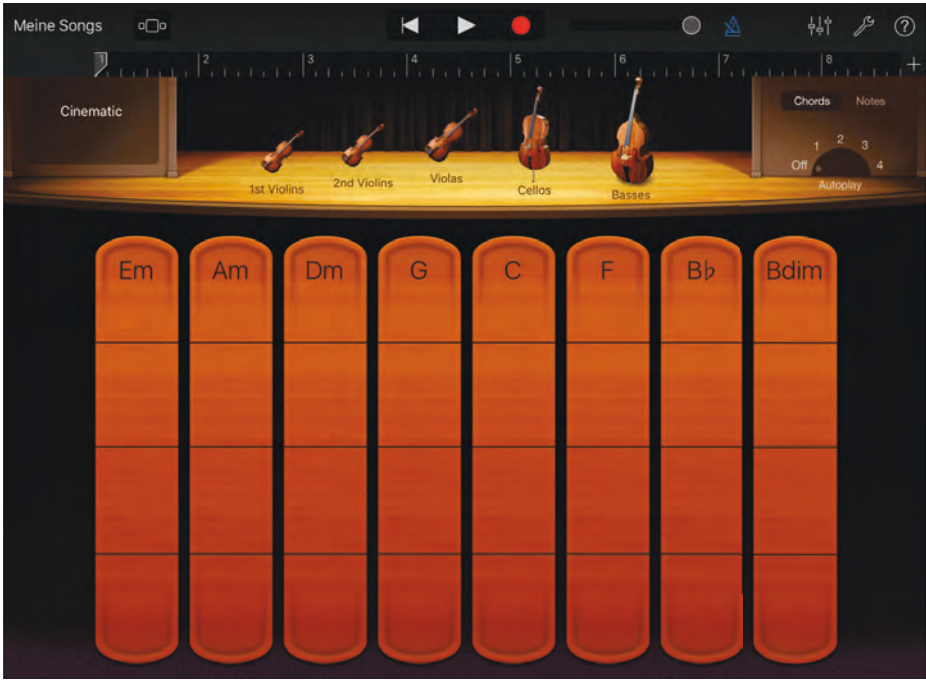 Meine Songs
1 2 3 4 5 6 7 8 +
Cinematic
Chords Notes
1st Violins 2nd Violins Violas Cellos Basses
Off 1 2 3 4
Autoplay
Em Am Dm G C F B♭ Bdim
?